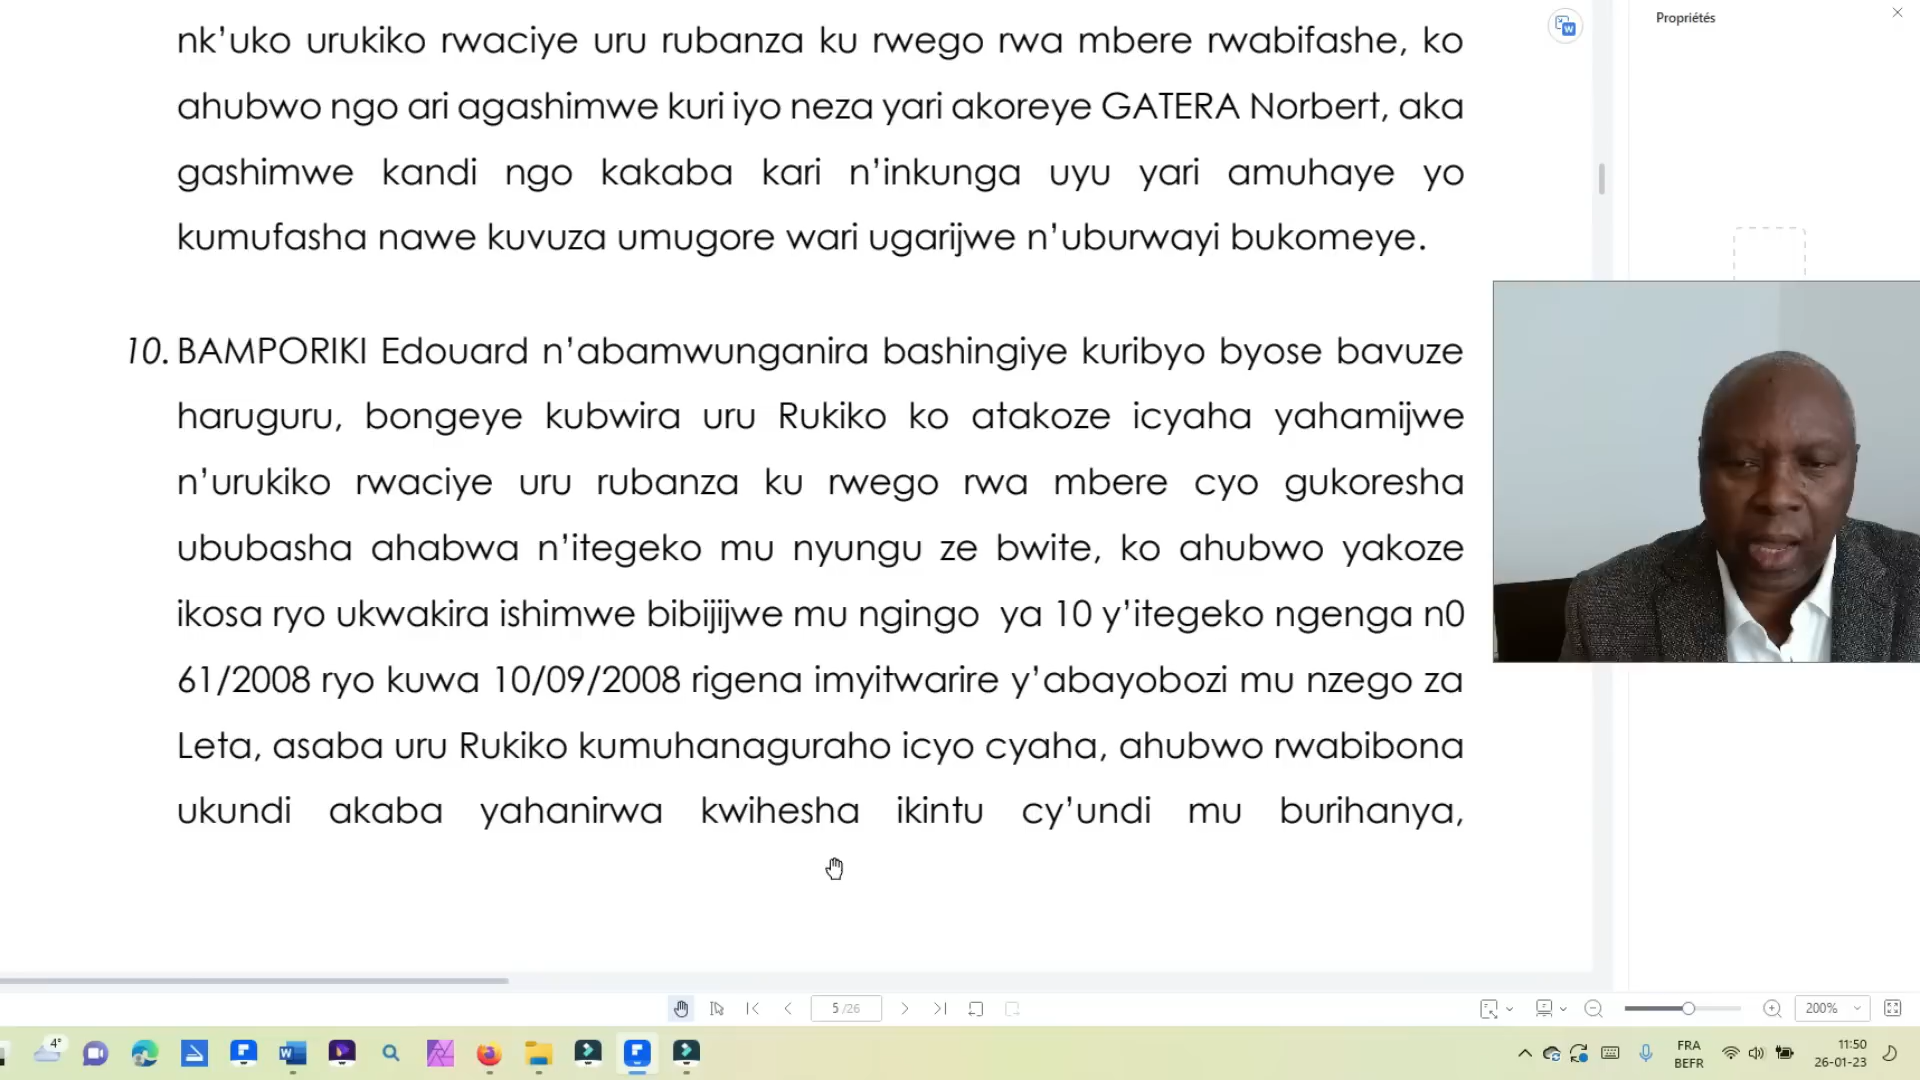 nk’uko urukiko rwaciye uru rubanza ku rwego rwa mbere rwabifashe, ko
ahubwo ngo ari agashimwe kuri iyo neza yari akoreye GATERA Norbert, aka
gashimwe kandi ngo kakaba kari n’inkunga uyu yari amuhaye yo
kumufasha nawe kuvuza umugore wari ugarijwe n’uburwayi bukomeye.
10. BAMPORIKI Edouard n’abamwunganira bashingiye kuribyo byose bavuze
haruguru, bongeye kubwira uru Rukiko ko atakoze icyaha yahamijwe
n’urukiko rwaciye uru rubanza ku rwego rwa mbere cyo gukoresha
ububasha ahabwa n’itegeko mu nyungu ze bwite, ko ahubwo yakoze
ikosa ryo ukwakira ishimwe bibijijwe mu ngingo ya 10 y’itegeko ngenga n0
61/2008 ryo kuwa 10/09/2008 rigena imyitwarire y’abayobozi mu nzego za
Leta, asaba uru Rukiko kumuhanaguraho icyo cyaha, ahubwo rwabibona
ukundi akaba yahanirwa kwihesha ikintu cy’undi mu burihanya,
Propriétés
5 /26
200%
4°
FRA
BEFR
11:50
26-01-23